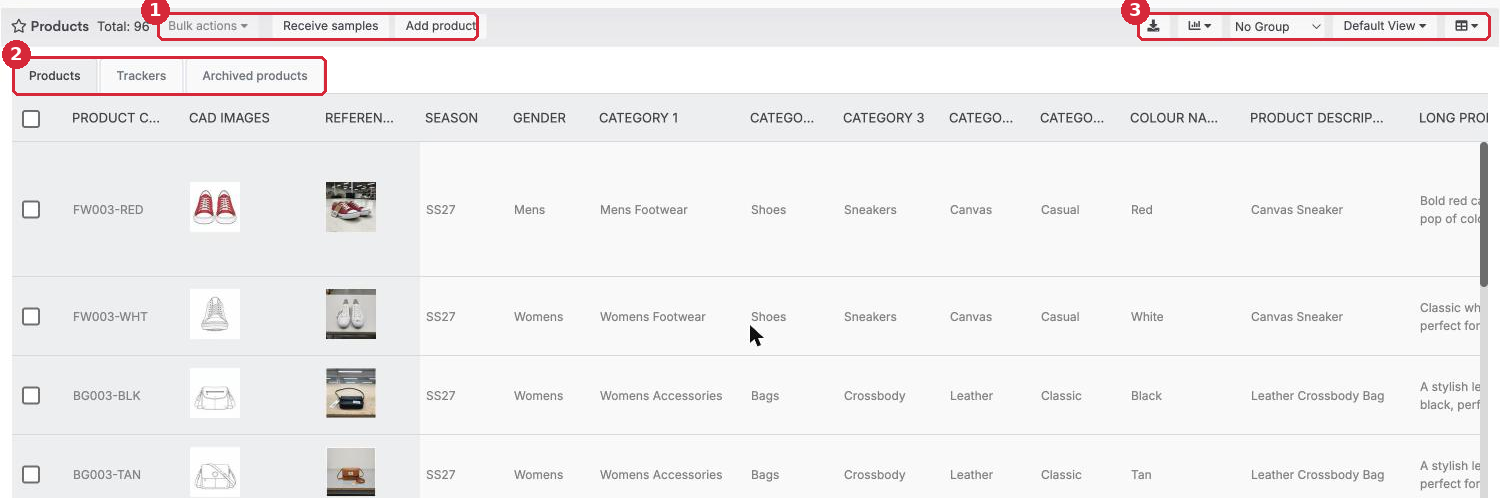 1 3
Products Total: 96 Bulk actions Receive samples Add product No Group Default View
2
Products Trackers Archived products
PRODUCT C... CAD IMAGES REFEREN... SEASON GENDER CATEGORY 1 CATEGO... CATEGORY 3 CATEGO... CATEGO... COLOUR NA... PRODUCT DESCRIP... LONG PRO
FW003-RED SS27 Mens Mens Footwear Shoes Sneakers Canvas Casual Red Canvas Sneaker Bold red ca
pop of colo
FW003-WHT SS27 Womens Womens Footwear Shoes Sneakers Canvas Casual White Canvas Sneaker Classic wh
perfect for
BG003-BLK SS27 Womens Womens Accessories Bags Crossbody Leather Classic Black Leather Crossbody Bag A stylish le
black, perf
BG003-TAN SS27 Womens Womens Accessories Bags Crossbody Leather Classic Tan Leather Crossbody Bag A stylish le
perfect for